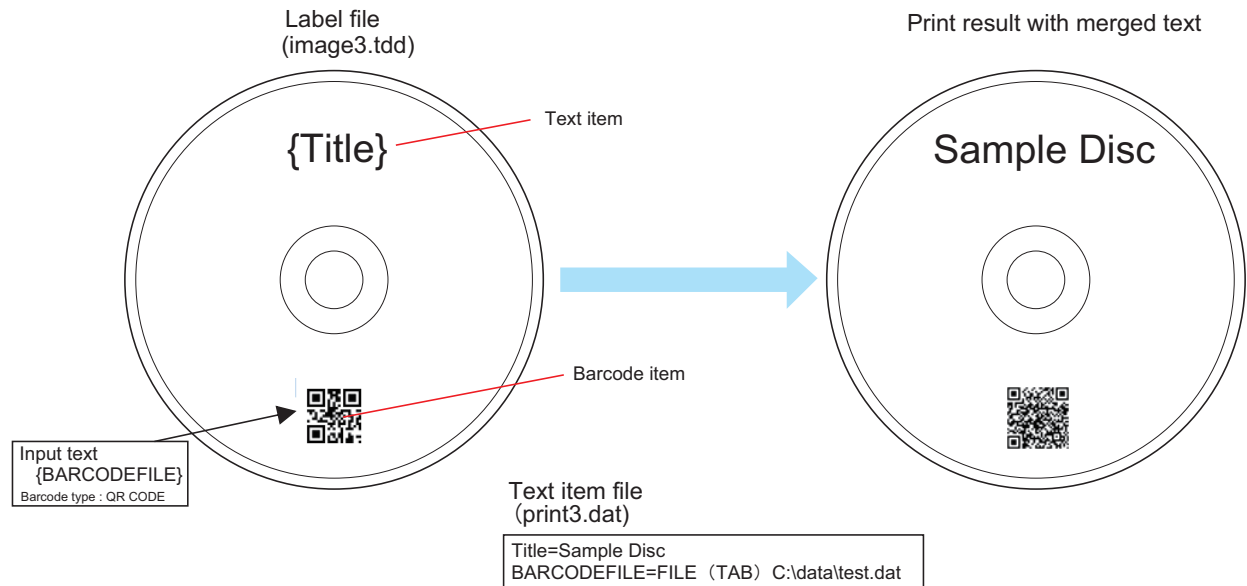 Label file
(image3.tdd)
Print result with merged text
{Title}
Text item
Sample Disc
Barcode item
Input text
{BARCODEFILE}
Barcode type : QR CODE
Text item file
（print3.dat)
Title=Sample Disc
BARCODEFILE=FILE（TAB）C:\data\test.dat